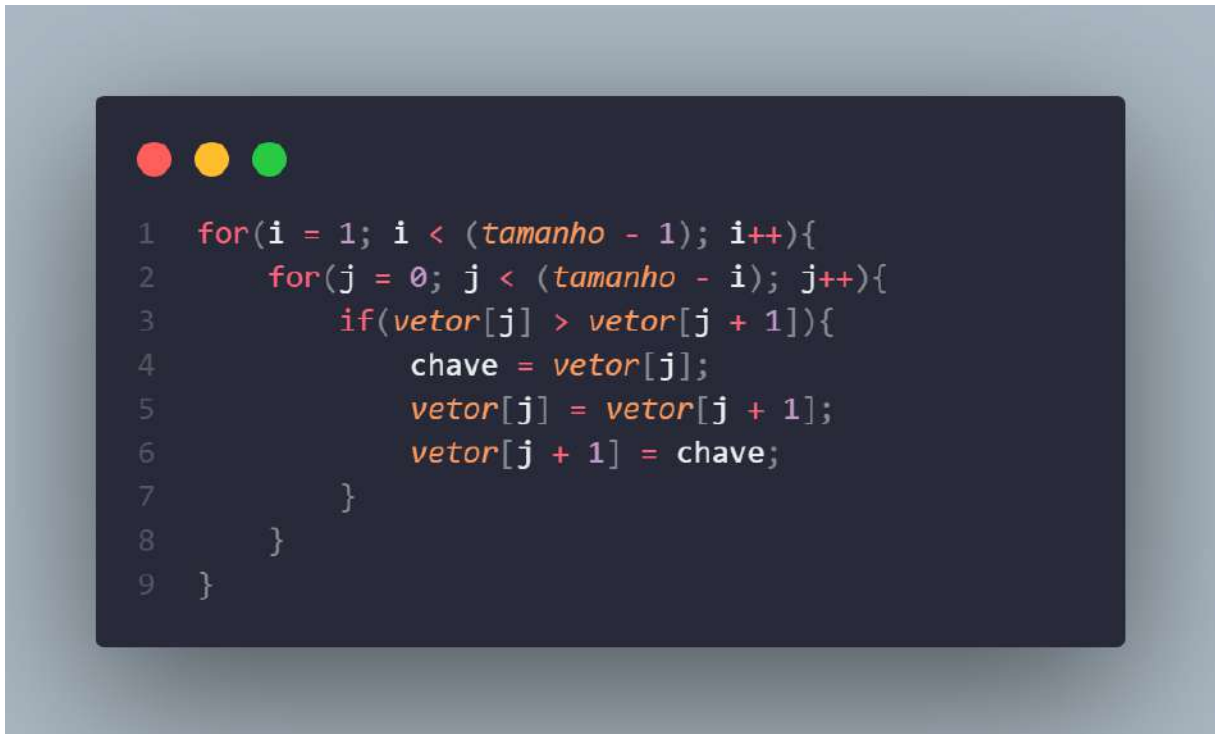 1 for(i = 1; i < (tamanho - 1); i++){
2     for(j = 0; j < (tamanho - i); j++){
3         if(vetor[j] > vetor[j + 1]){
4             chave = vetor[j];
5             vetor[j] = vetor[j + 1];
6             vetor[j + 1] = chave;
7         }
8     }
9 }